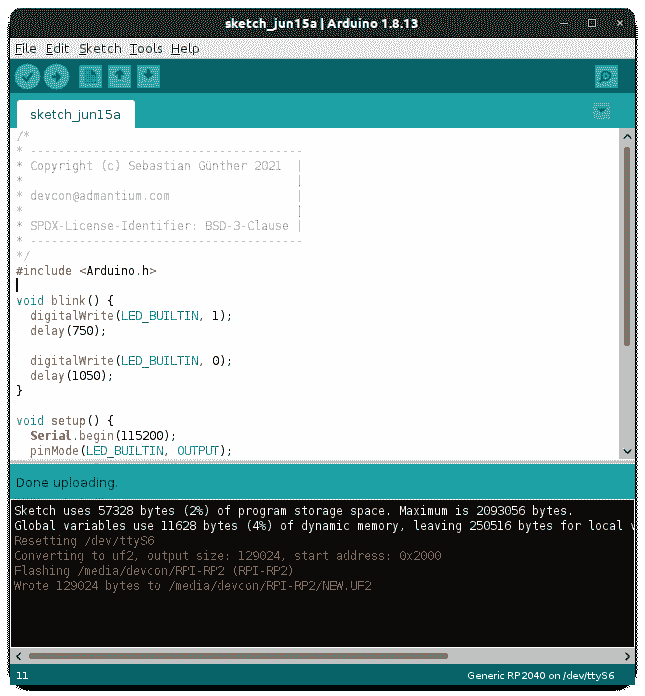 sketch_jun15a | Arduino 1.8.13
File Edit Sketch Tools Help
sketch_jun15a
/*
* --------------------------------------
* Copyright (c) Sebastian Günther 2021  |
*                                       |
* devcon@admantium.com                  |
*                                       |
* SPDX-License-Identifier: BSD-3-Clause |
* --------------------------------------
*/
#include <Arduino.h>
void blink() {
  digitalWrite(LED_BUILTIN, 1);
  delay(750);
  digitalWrite(LED_BUILTIN, 0);
  delay(1050);
}
void setup() {
  Serial.begin(115200);
  pinMode(LED_BUILTIN, OUTPUT);
Done uploading.
Sketch uses 57328 bytes (2%) of program storage space. Maximum is 2093056 bytes.
Global variables use 11628 bytes (4%) of dynamic memory, leaving 250516 bytes for local v
Resetting /dev/ttyS6
Converting to uf2, output size: 129024, start address: 0x2000
Flashing /media/devcon/RPI-RP2 (RPI-RP2)
Wrote 129024 bytes to /media/devcon/RPI-RP2/NEW.UF2
11
Generic RP2040 on /dev/ttyS6